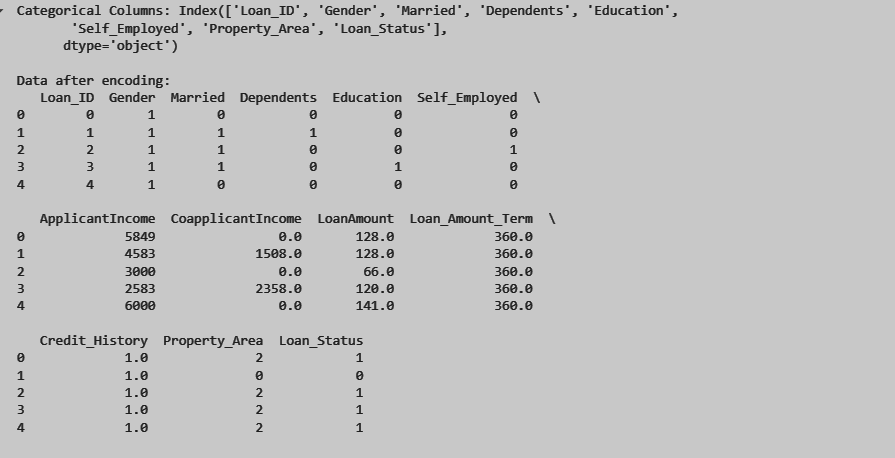 Categorical Columns: Index(['Loan_ID', 'Gender', 'Married', 'Dependents', 'Education',
       'Self_Employed', 'Property_Area', 'Loan_Status'],
      dtype='object')

Data after encoding:
   Loan_ID  Gender  Married  Dependents  Education  Self_Employed  \
0        0       1        0           0          0              0
1        1       1        1           1          0              0
2        2       1        1           0          0              1
3        3       1        1           0          1              0
4        4       1        0           0          0              0

   ApplicantIncome  CoapplicantIncome  LoanAmount  Loan_Amount_Term  \
0             5849                0.0       128.0             360.0
1             4583             1508.0       128.0             360.0
2             3000                0.0        66.0             360.0
3             2583             2358.0       120.0             360.0
4             6000                0.0       141.0             360.0

   Credit_History  Property_Area  Loan_Status
0             1.0              2            1
1             1.0              0            0
2             1.0              2            1
3             1.0              2            1
4             1.0              2            1